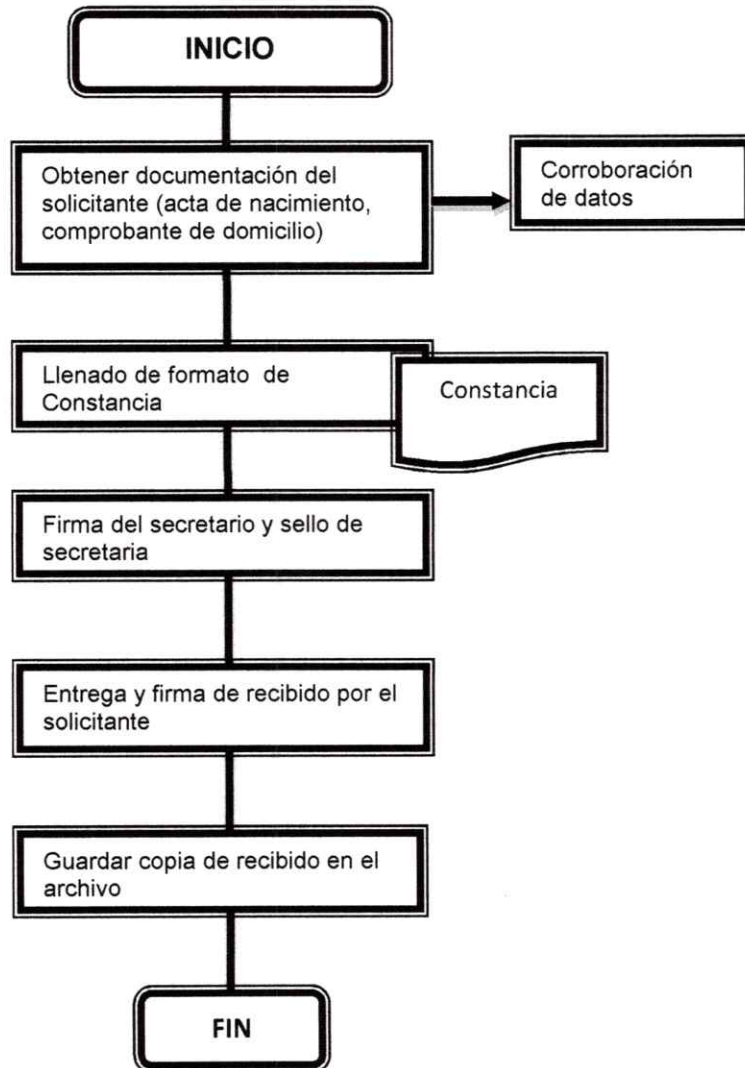 INICIO
Obtener documentación del
solicitante (acta de nacimiento,
comprobante de domicilio)
Corroboración
de datos
Llenado de formato de
Constancia
Constancia
Firma del secretario y sello de
secretaria
Entrega y firma de recibido por el
solicitante
Guardar copia de recibido en el
archivo
FIN